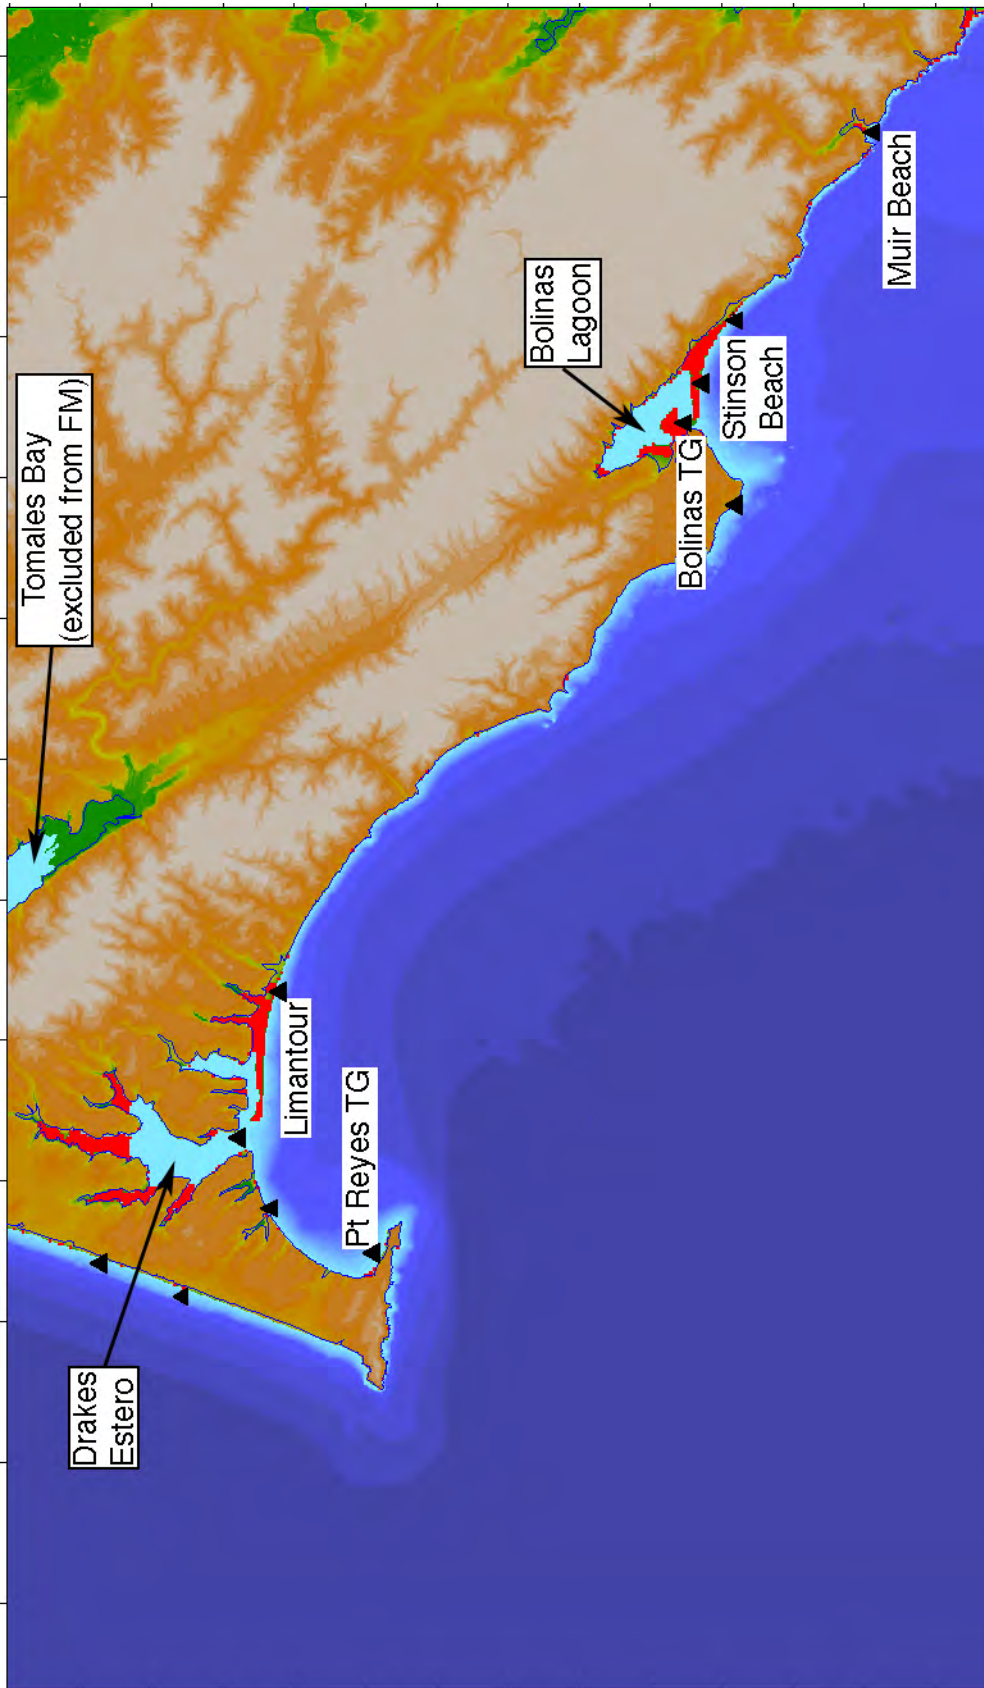 Drakes
Estero
Tomales Bay
(excluded from FM)
Pt Reyes TG
Limantour
Bolinas
Lagoon
Bolinas TG
Stinson
Beach
Muir Beach